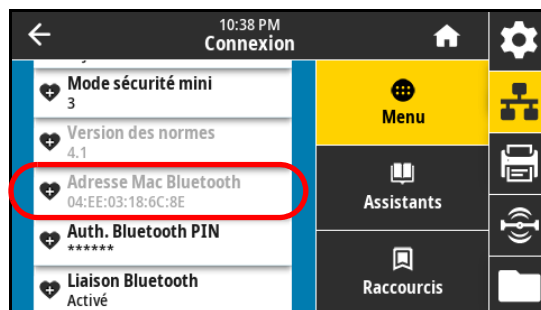 10:38 PM
Connexion
Mode sécurité mini
3
Version des normes
4.1
Adresse Mac Bluetooth
04:EE:03:18:6C:8E
Auth. Bluetooth PIN
******
Liaison Bluetooth
Activé
Menu
Assistants
Raccourcis